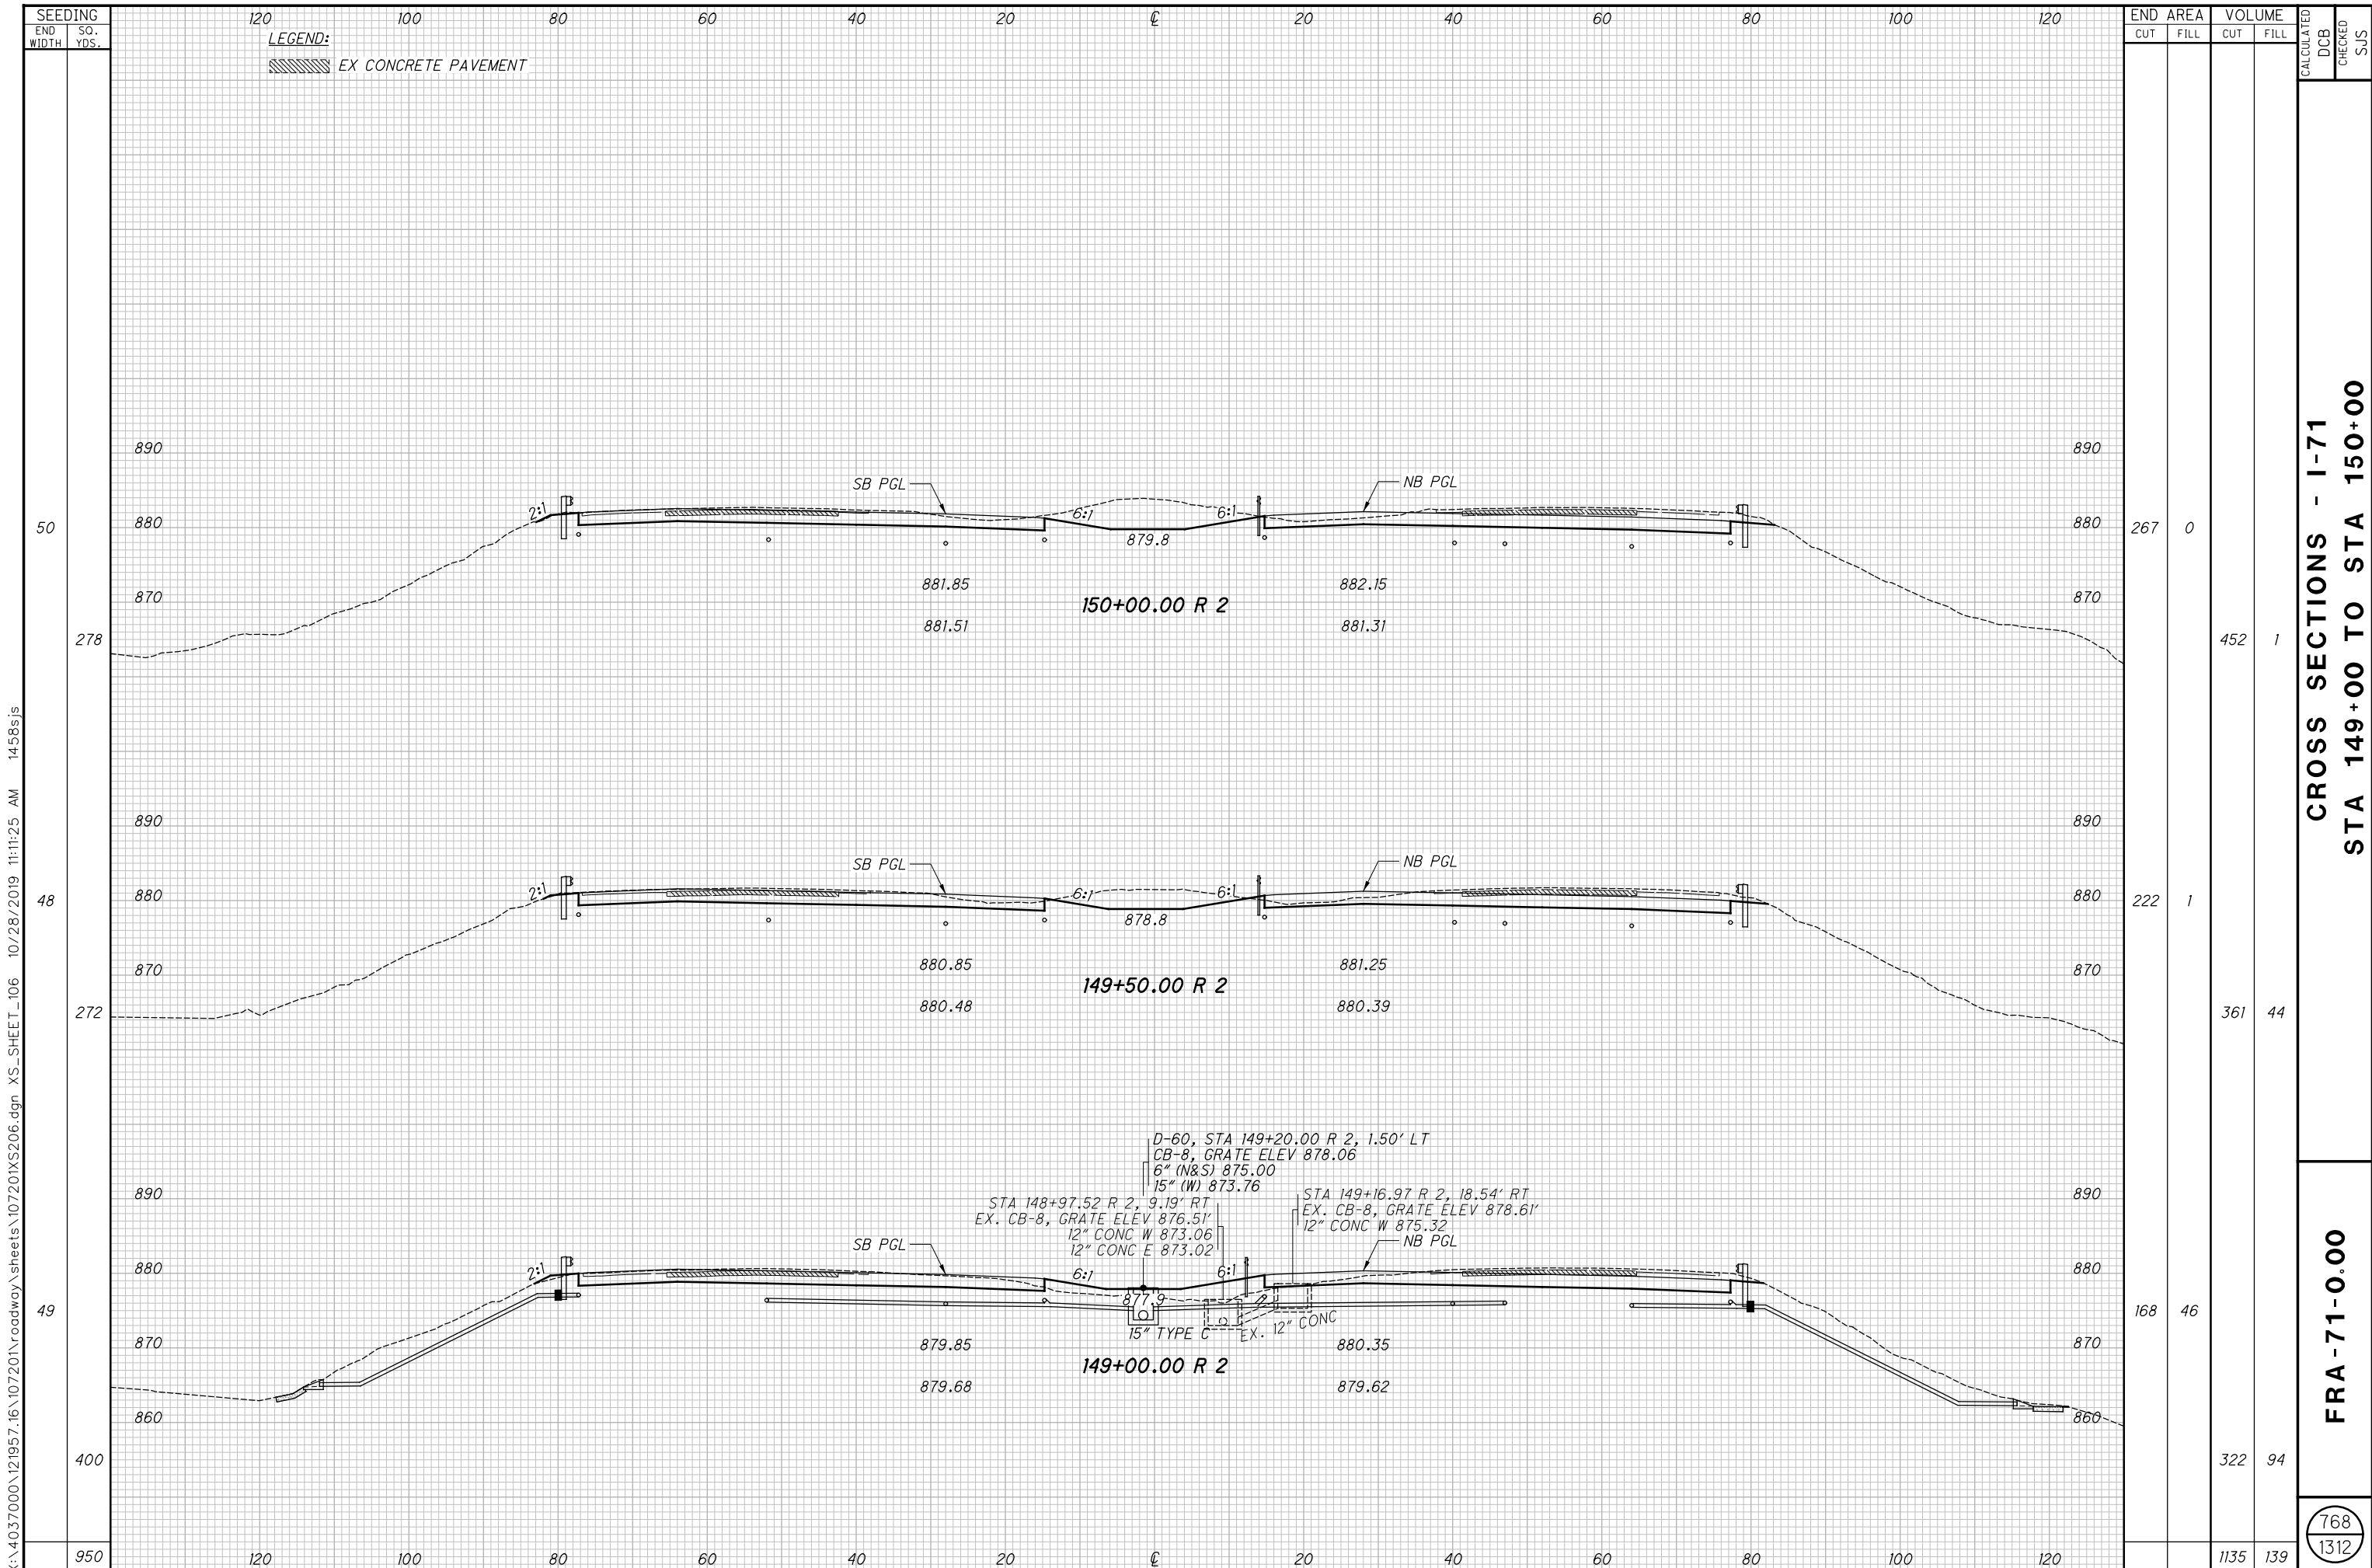 SEEDING
END WIDTH
SQ. YDS.
120 100 80 60 40 20 ℄ 20 40 60 80 100 120
END AREA
VOLUME
CUT FILL CUT FILL
CALCULATED
DCB
CHECKED
SJS
LEGEND:
EX CONCRETE PAVEMENT
890 890
SB PGL
NB PGL
2:1 6:1 6:1
50 880 880 267 0
879.8
881.85 882.15
870 150+00.00 R 2 870
881.51 881.31
278 452 1
890 890
SB PGL
NB PGL
2:1 6:1 6:1
48 880 880 222 1
878.8
880.85 881.25
870 149+50.00 R 2 870
880.48 880.39
272 361 44
D-60, STA 149+20.00 R 2, 1.50' LT
CB-8, GRATE ELEV 878.06
6" (N&S) 875.00
15" (W) 873.76
890 890
STA 148+97.52 R 2, 9.19' RT
EX. CB-8, GRATE ELEV 876.51'
12" CONC W 873.06
12" CONC E 873.02
STA 149+16.97 R 2, 18.54' RT
EX. CB-8, GRATE ELEV 878.61'
12" CONC W 875.32
SB PGL
NB PGL
880 2:1 6:1 6:1 880
877.9
49 168 46
15" TYPE C
EX. 12" CONC
870 879.85 880.35 870
149+00.00 R 2
879.68 879.62
860 860
400 322 94
950 1135 139
120 100 80 60 40 20 ℄ 20 40 60 80 100 120
CROSS SECTIONS - I-71
STA 149+00 TO STA 150+00
FRA-71-0.00
768
1312
X:\4037000\121957.16\107201\roadway\sheets\107201XS206.dgn XS_SHEET_106 10/28/2019 11:11:25 AM 1458sjs